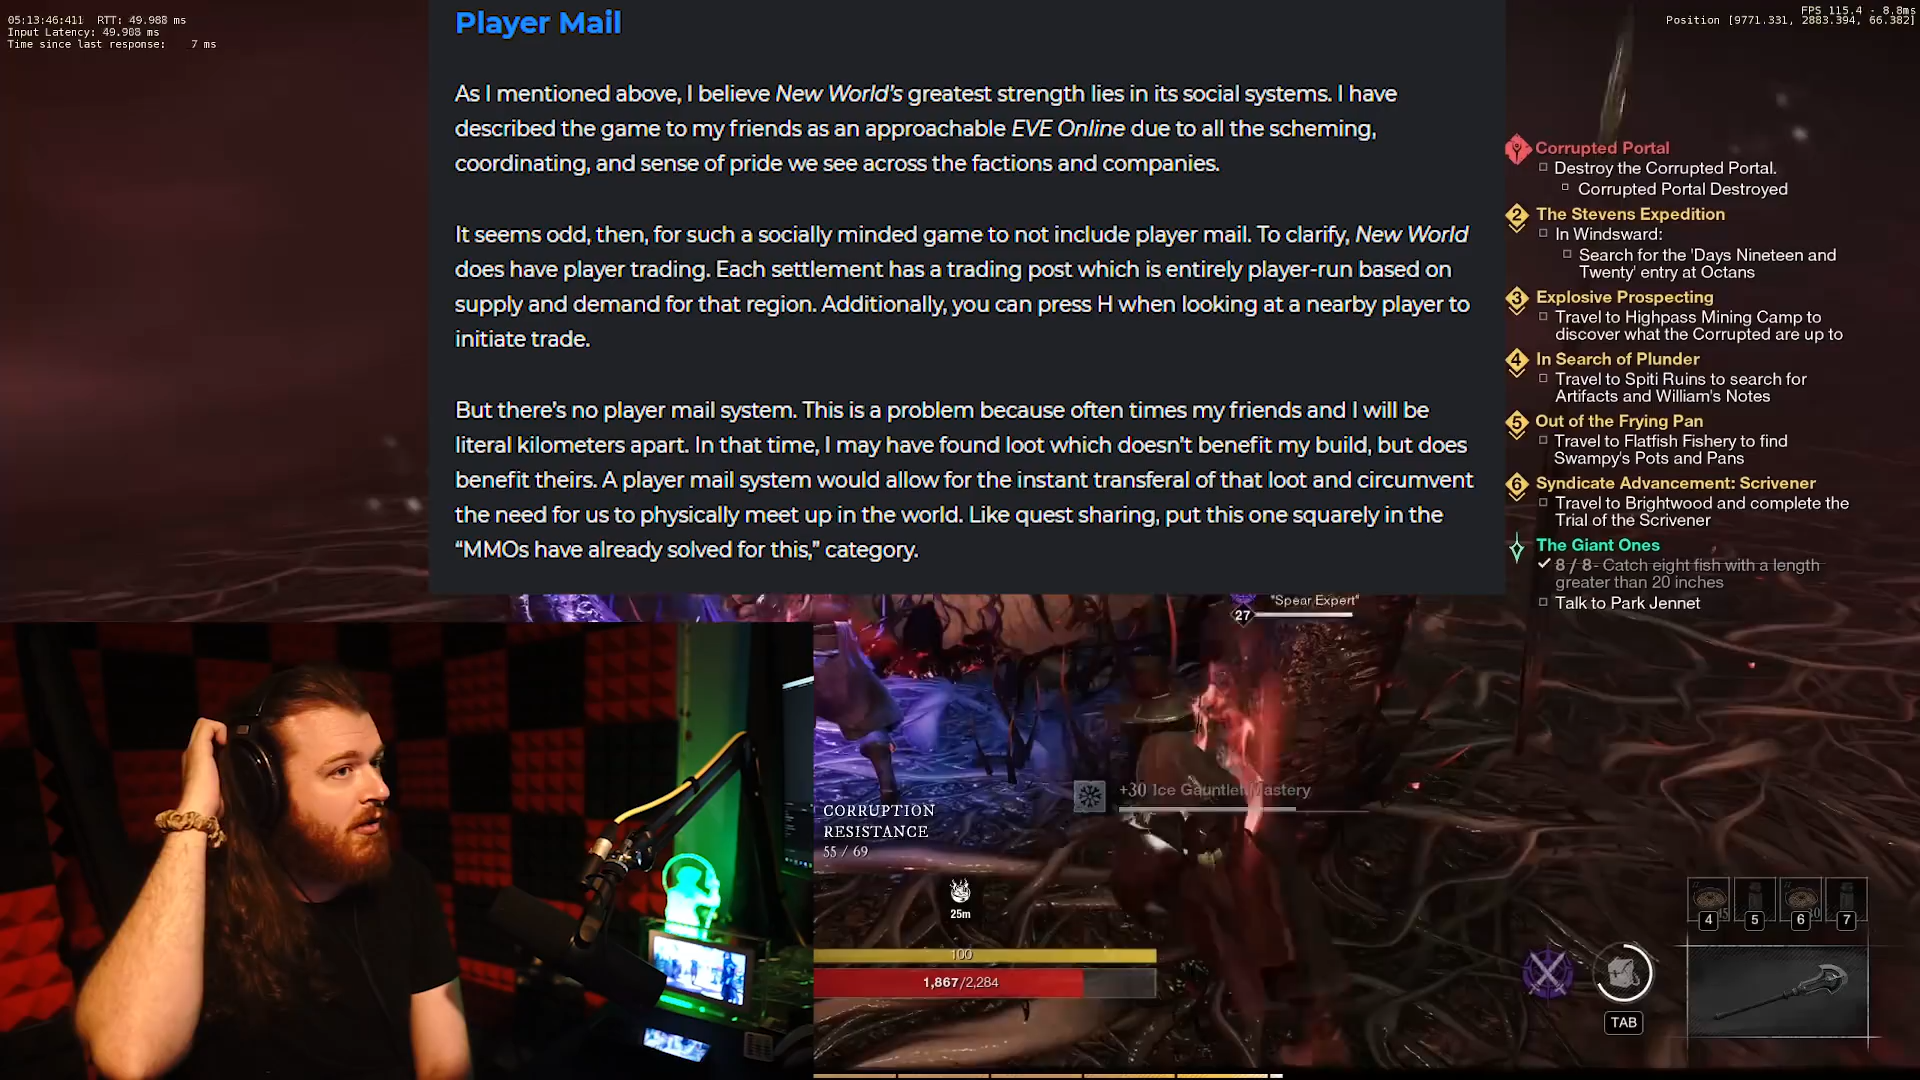 05:13:46:411 RTT: 49.988 ms
Input Latency: 49.988 ms
Time since last response: 7 ms
FPS 115.4 - 8.8ms
Position [9771.331, 2883.394, 66.382]
Player Mail
As I mentioned above, I believe New World's greatest strength lies in its social systems. I have
described the game to my friends as an approachable EVE Online due to all the scheming,
coordinating, and sense of pride we see across the factions and companies.
It seems odd, then, for such a socially minded game to not include player mail. To clarify, New World
does have player trading. Each settlement has a trading post which is entirely player-run based on
supply and demand for that region. Additionally, you can press H when looking at a nearby player to
initiate trade.
But there's no player mail system. This is a problem because often times my friends and I will be
literal kilometers apart. In that time, I may have found loot which doesn't benefit my build, but does
benefit theirs. A player mail system would allow for the instant transferal of that loot and circumvent
the need for us to physically meet up in the world. Like quest sharing, put this one squarely in the
“MMOs have already solved for this,” category.
Corrupted Portal
Destroy the Corrupted Portal.
Corrupted Portal Destroyed
2 The Stevens Expedition
In Windsward:
Search for the 'Days Nineteen and
Twenty' entry at Octans
3 Explosive Prospecting
Travel to Highpass Mining Camp to
discover what the Corrupted are up to
4 In Search of Plunder
Travel to Spiti Ruins to search for
Artifacts and William's Notes
5 Out of the Frying Pan
Travel to Flatfish Fishery to find
Swampy's Pots and Pans
6 Syndicate Advancement: Scrivener
Travel to Brightwood and complete the
Trial of the Scrivener
The Giant Ones
8 / 8 - Catch eight fish with a length
greater than 20 inches
Talk to Park Jennet
"Spear Expert"
27
+30 Ice Gauntlet Mastery
CORRUPTION
RESISTANCE
55 / 69
25m
100
1,867/2,284
4 5 6 7
TAB